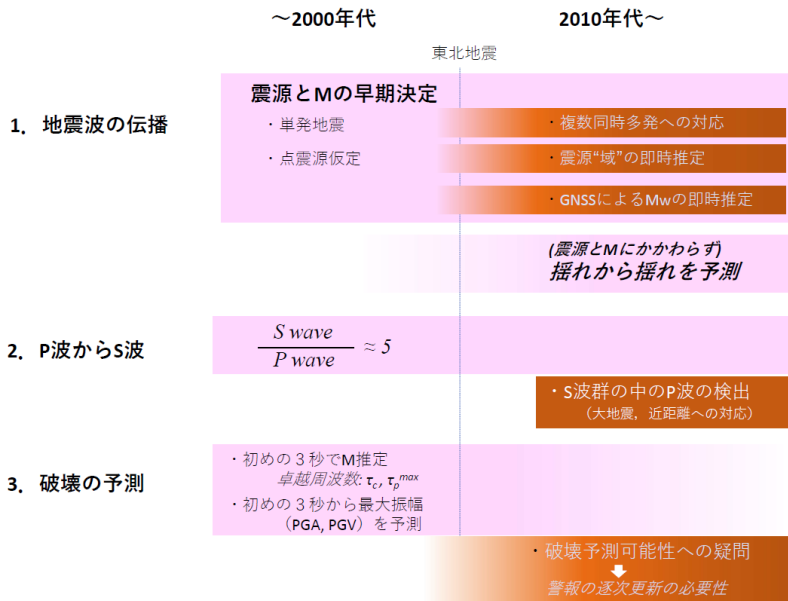 ～2000年代
2010年代～
東北地震
震源とMの早期決定
1．地震波の伝播
・単発地震
・複数同時多発への対応
・点震源仮定
・震源“域”の即時推定
・GNSSによるMwの即時推定
(震源とMにかかわらず)
揺れから揺れを予測
2．P波からS波
S wave
P wave
≈ 5
・S波群の中のP波の検出
（大地震，近距離への対応）
3．破壊の予測
・初めの３秒でM推定
卓越周波数: τc , τp^max
・初めの３秒から最大振幅
（PGA, PGV）を予測
・破壊予測可能性への疑問
警報の逐次更新の必要性